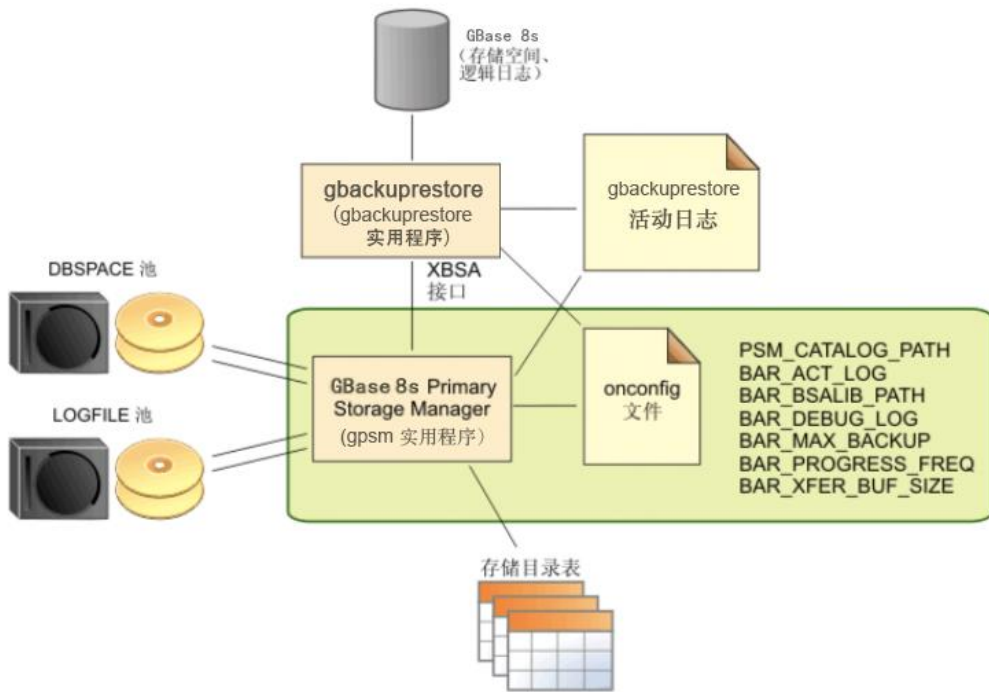 GBase 8s
（存储空间、
逻辑日志）
gbackuprestore
(gbackuprestore
实用程序)
gbackuprestore
活动日志
DBSPACE 池
XBSA
接口
GBase 8s Primary
Storage Manager
(gpsm 实用程序)
onconfig
文件
PSM_CATALOG_PATH
BAR_ACT_LOG
BAR_BSALIB_PATH
BAR_DEBUG_LOG
BAR_MAX_BACKUP
BAR_PROGRESS_FREQ
BAR_XFER_BUF_SIZE
LOGFILE 池
存储目录表